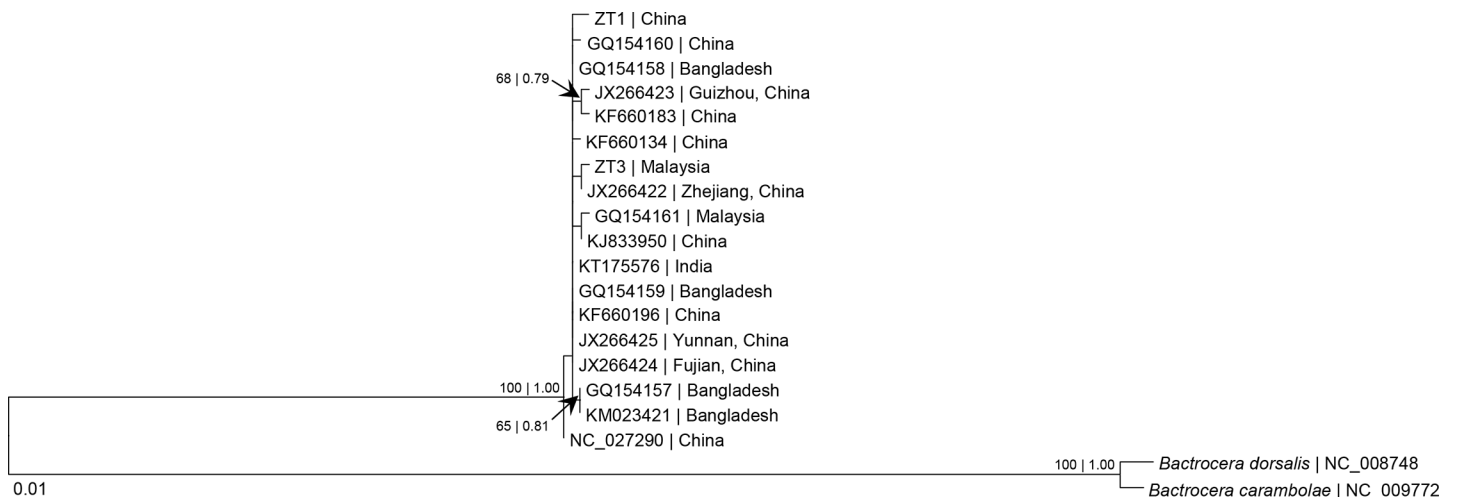 ZT1 | China
GQ154160 | China
GQ154158 | Bangladesh
68 | 0.79
JX266423 | Guizhou, China
KF660183 | China
KF660134 | China
ZT3 | Malaysia
JX266422 | Zhejiang, China
GQ154161 | Malaysia
KJ833950 | China
KT175576 | India
GQ154159 | Bangladesh
KF660196 | China
JX266425 | Yunnan, China
JX266424 | Fujian, China
100 | 1.00
GQ154157 | Bangladesh
KM023421 | Bangladesh
65 | 0.81
NC_027290 | China
100 | 1.00
Bactrocera dorsalis | NC_008748
Bactrocera carambolae | NC_009772
0.01